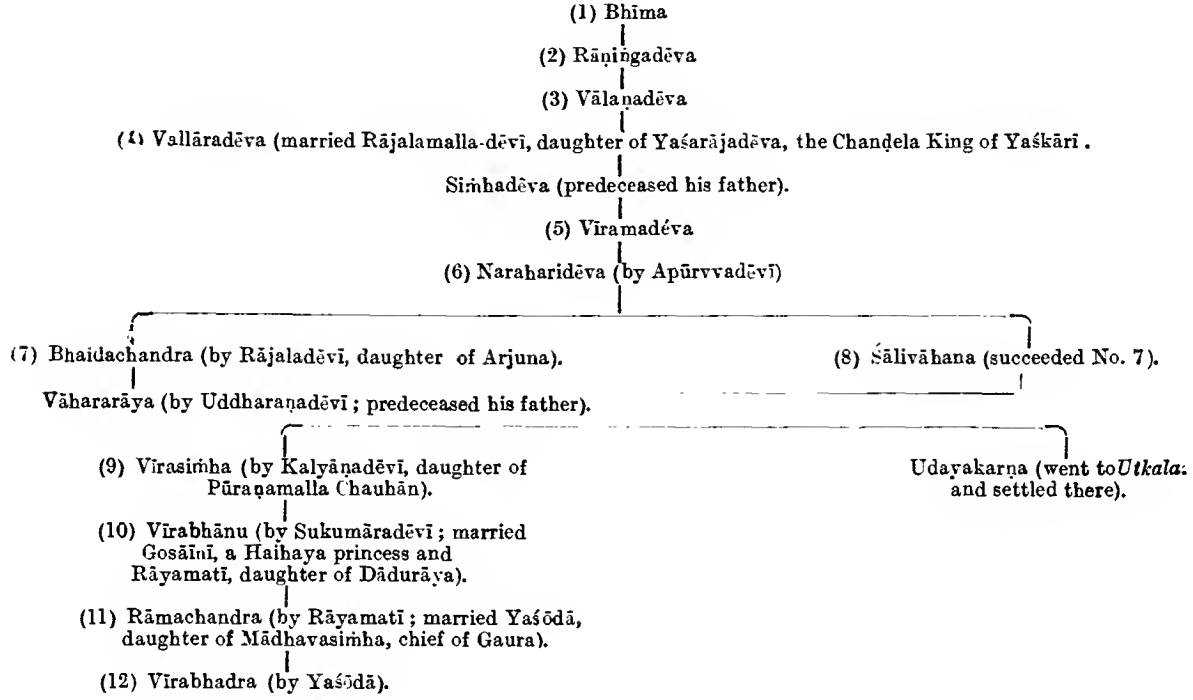 (1) Bhīma
(2) Rāṇiṅgadēva
(3) Vālaṇadēva
(4) Vallāradēva (married Rājalamalla-dēvī, daughter of Yaśarājadēva, the Chaṇḍela King of Yaśkārī.
Siṁhadēva (predeceased his father).
(5) Vīramadéva
(6) Naraharidēva (by Apūrvvadēvī)
(7) Bhaidachandra (by Rājaladēvī, daughter of Arjuna).
(8) Śālivāhana (succeeded No. 7).
Vāhararāya (by Uddharaṇadēvī; predeceased his father).
(9) Vīrasiṁha (by Kalyāṇadēvī, daughter of
Pūraṇamalla Chauhān).
Udayakarṇa (went to Utkala
and settled there).
(10) Vīrabhānu (by Sukumāradēvī; married
Gosāīnī, a Haihaya princess and
Rāyamatī, daughter of Dādurāya).
(11) Rāmachandra (by Rāyamatī; married Yaśōdā,
daughter of Mādhavasiṁha, chief of Gaura).
(12) Vīrabhadra (by Yaśōdā).